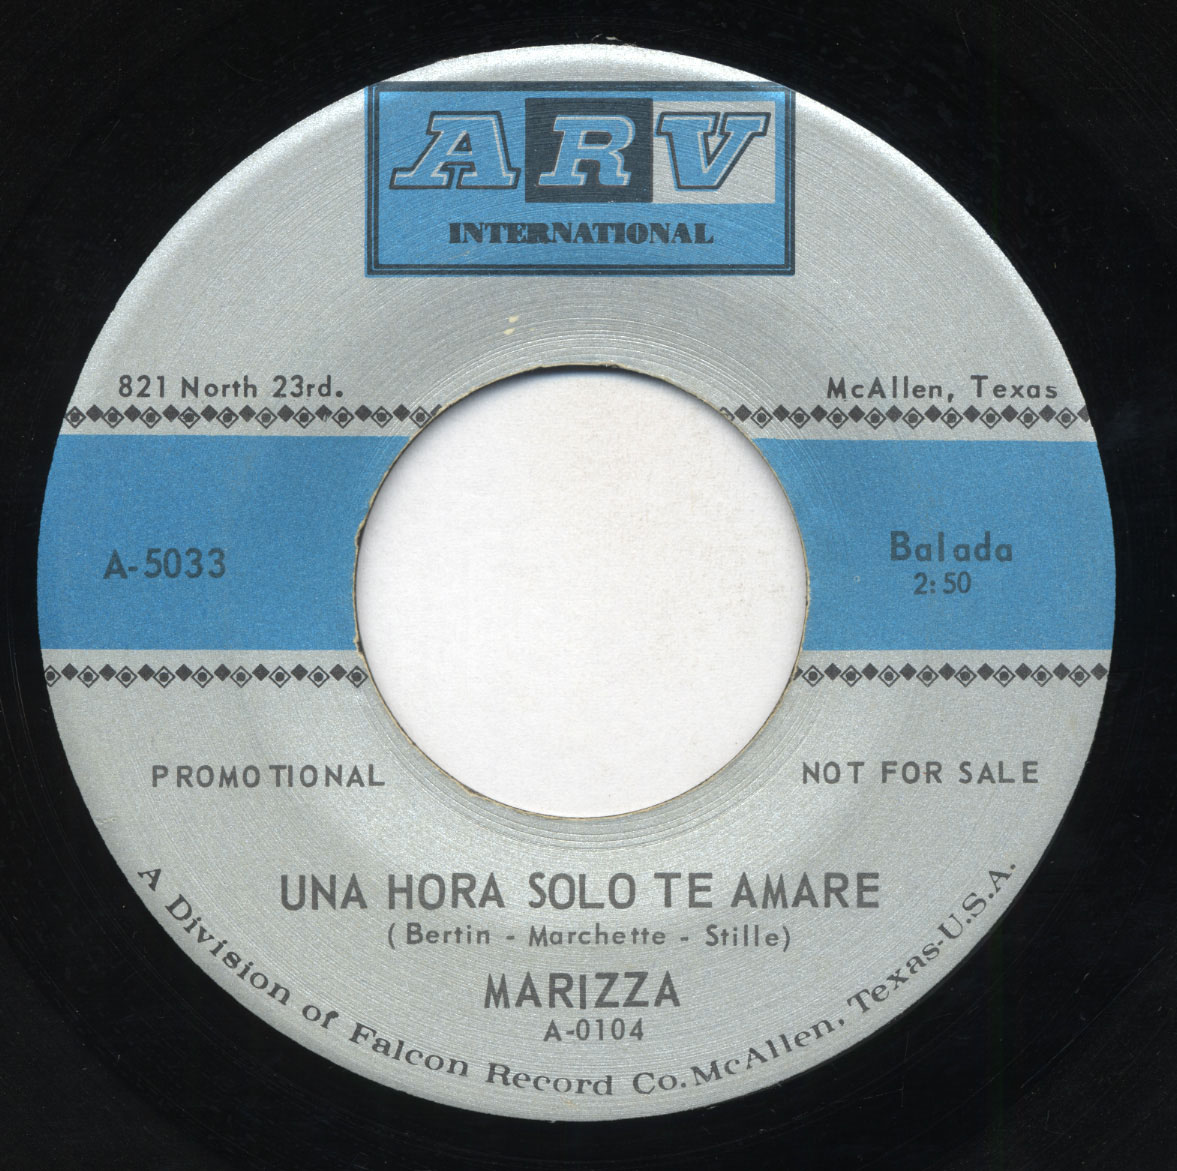 ARV
INTERNATIONAL
821 North 23rd.
McAllen, Texas
A-5033
Balada
2:50
PROMOTIONAL
NOT FOR SALE
UNA HORA SOLO TE AMARE
(Bertin - Marchette - Stille)
MARIZZA
A-0104
A Division of Falcon Record Co. McAllen, Texas-U.S.A.